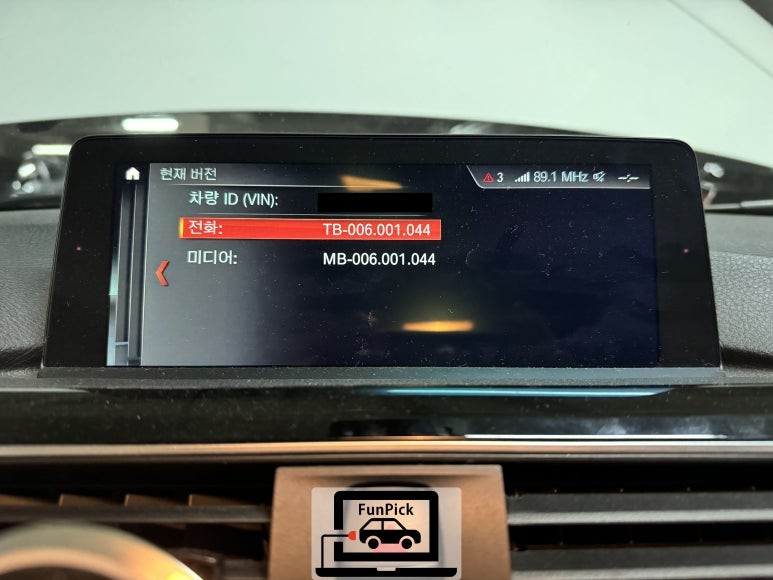 현재 버전
3 89.1 MHz --:--
차량 ID (VIN):
전화: TB-006.001.044
미디어: MB-006.001.044
FunPick